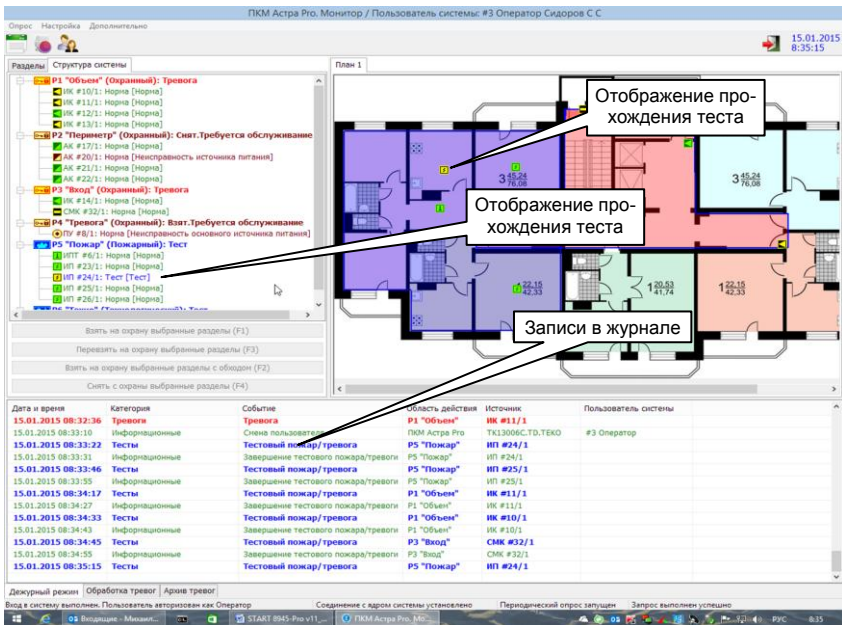 ПКМ Астра Pro. Монитор / Пользователь системы: #3 Оператор Сидоров С С
Опрос Настройка Дополнительно
15.01.2015
8:35:15
Разделы Структура системы
План 1
P1 "Объем" (Охранный): Тревога
ИК #10/1: Норма [Норма]
ИК #11/1: Норма [Норма]
ИК #12/1: Норма [Норма]
ИК #13/1: Норма [Норма]
P2 "Периметр" (Охранный): Снят.Требуется обслуживание
АК #17/1: Норма [Норма]
АК #20/1: Норма [Неисправность источника питания]
АК #21/1: Норма [Норма]
АК #22/1: Норма [Норма]
P3 "Вход" (Охранный): Тревога
ИК #14/1: Норма [Норма]
СМК #32/1: Норма [Норма]
P4 "Тревога" (Охранный): Взят.Требуется обслуживание
ПУ #8/1: Норма [Неисправность основного источника питания]
P5 "Пожар" (Пожарный): Тест
ИПТ #6/1: Норма [Норма]
ИП #23/1: Норма [Норма]
ИП #24/1: Тест [Тест]
ИП #25/1: Норма [Норма]
ИП #26/1: Норма [Норма]
Отображение про-
хождения теста
Отображение про-
хождения теста
Записи в журнале
3 45,24
76,08
3 45,24
76,08
22,15
42,33
1 20,53
41,74
1 22,15
42,33
Взять на охрану выбранные разделы (F1)
Перевзять на охрану выбранные разделы (F3)
Взять на охрану выбранные разделы с обходом (F2)
Снять с охраны выбранные разделы (F4)
Дата и время Категория Событие Область действия Источник Пользователь системы
15.01.2015 08:32:36 Тревоги Тревога P1 "Объем" ИК #11/1
15.01.2015 08:33:10 Информационные Смена пользователя ПКМ Астра Pro TK13006C.TD.TEKO #3 Оператор
15.01.2015 08:33:22 Тесты Тестовый пожар/тревога P5 "Пожар" ИП #24/1
15.01.2015 08:33:31 Информационные Завершение тестового пожара/тревоги P5 "Пожар" ИП #24/1
15.01.2015 08:33:46 Тесты Тестовый пожар/тревога P5 "Пожар" ИП #25/1
15.01.2015 08:33:55 Информационные Завершение тестового пожара/тревоги P5 "Пожар" ИП #25/1
15.01.2015 08:34:17 Тесты Тестовый пожар/тревога P1 "Объем" ИК #11/1
15.01.2015 08:34:27 Информационные Завершение тестового пожара/тревоги P1 "Объем" ИК #11/1
15.01.2015 08:34:33 Тесты Тестовый пожар/тревога P1 "Объем" ИК #10/1
15.01.2015 08:34:43 Информационные Завершение тестового пожара/тревоги P1 "Объем" ИК #10/1
15.01.2015 08:34:45 Тесты Тестовый пожар/тревога P3 "Вход" СМК #32/1
15.01.2015 08:34:55 Информационные Завершение тестового пожара/тревоги P3 "Вход" СМК #32/1
15.01.2015 08:35:15 Тесты Тестовый пожар/тревога P5 "Пожар" ИП #24/1
Дежурный режим Обработка тревог Архив тревог
Вход в систему выполнен. Пользователь авторизован как Оператор Соединение с ядром системы установлено Периодический опрос запущен Запрос выполнен успешно
Входящие - Михаил... START 8945-Pro v11_... ПКМ Астра Pro. Мо... РУС 8:35